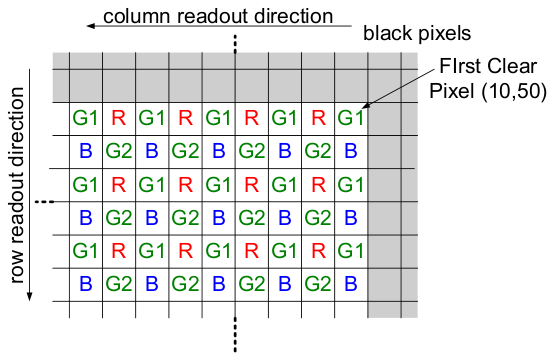 column readout direction
black pixels
FIrst Clear
Pixel (10,50)
row readout direction
G1 R G1 R G1 R G1 R G1
B G2 B G2 B G2 B G2 B
G1 R G1 R G1 R G1 R G1
B G2 B G2 B G2 B G2 B
G1 R G1 R G1 R G1 R G1
B G2 B G2 B G2 B G2 B